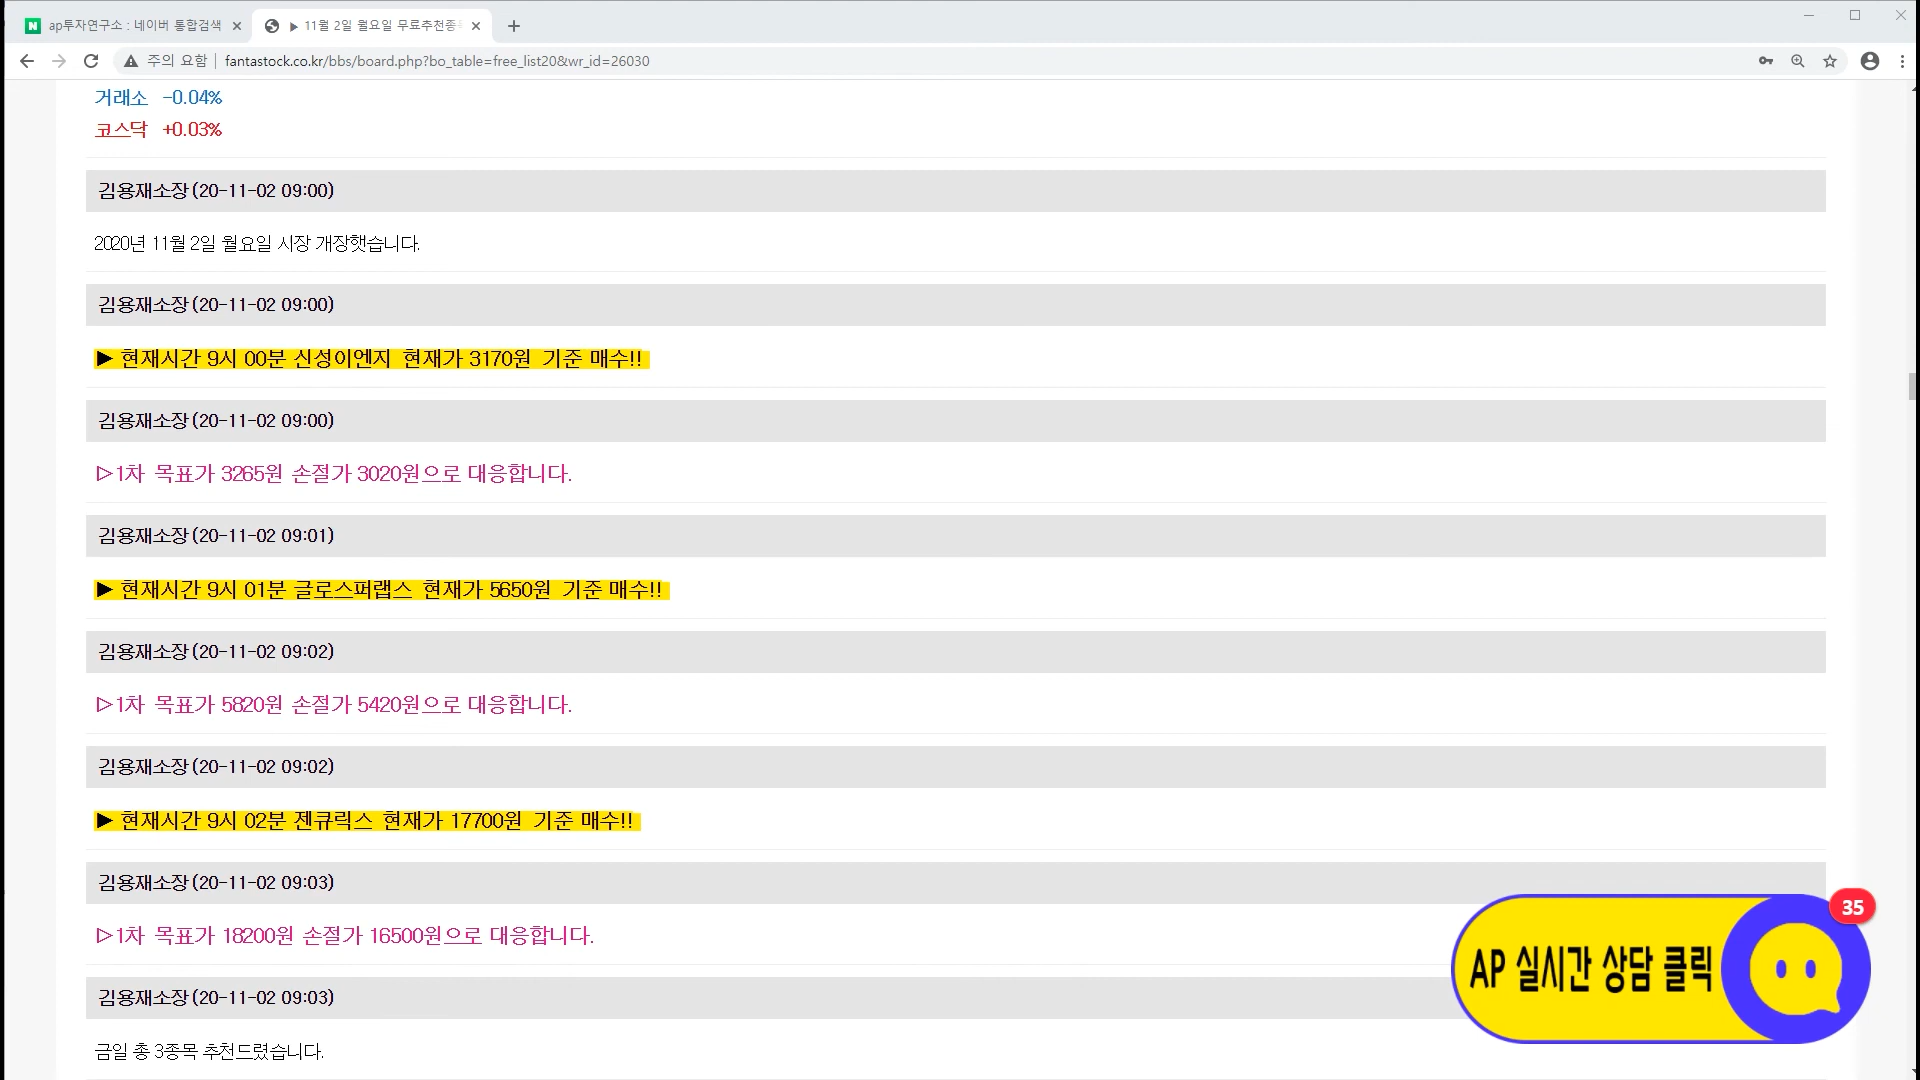 ap투자연구소 : 네이버 통합검색
▶ 11월 2일 월요일 무료추천종
주의 요함
fantastock.co.kr/bbs/board.php?bo_table=free_list20&wr_id=26030
거래소 -0.04%
코스닥 +0.03%
김용재소장 (20-11-02 09:00)
2020년 11월 2일 월요일 시장 개장햇습니다.
김용재소장 (20-11-02 09:00)
▶ 현재시간 9시 00분 신성이엔지 현재가 3170원 기준 매수!!
김용재소장 (20-11-02 09:00)
▷1차 목표가 3265원 손절가 3020원으로 대응합니다.
김용재소장 (20-11-02 09:01)
▶ 현재시간 9시 01분 글로스퍼랩스 현재가 5650원 기준 매수!!
김용재소장 (20-11-02 09:02)
▷1차 목표가 5820원 손절가 5420원으로 대응합니다.
김용재소장 (20-11-02 09:02)
▶ 현재시간 9시 02분 젠큐릭스 현재가 17700원 기준 매수!!
김용재소장 (20-11-02 09:03)
▷1차 목표가 18200원 손절가 16500원으로 대응합니다.
김용재소장 (20-11-02 09:03)
금일 총 3종목 추천드렸습니다.
AP 실시간 상담 클릭
35